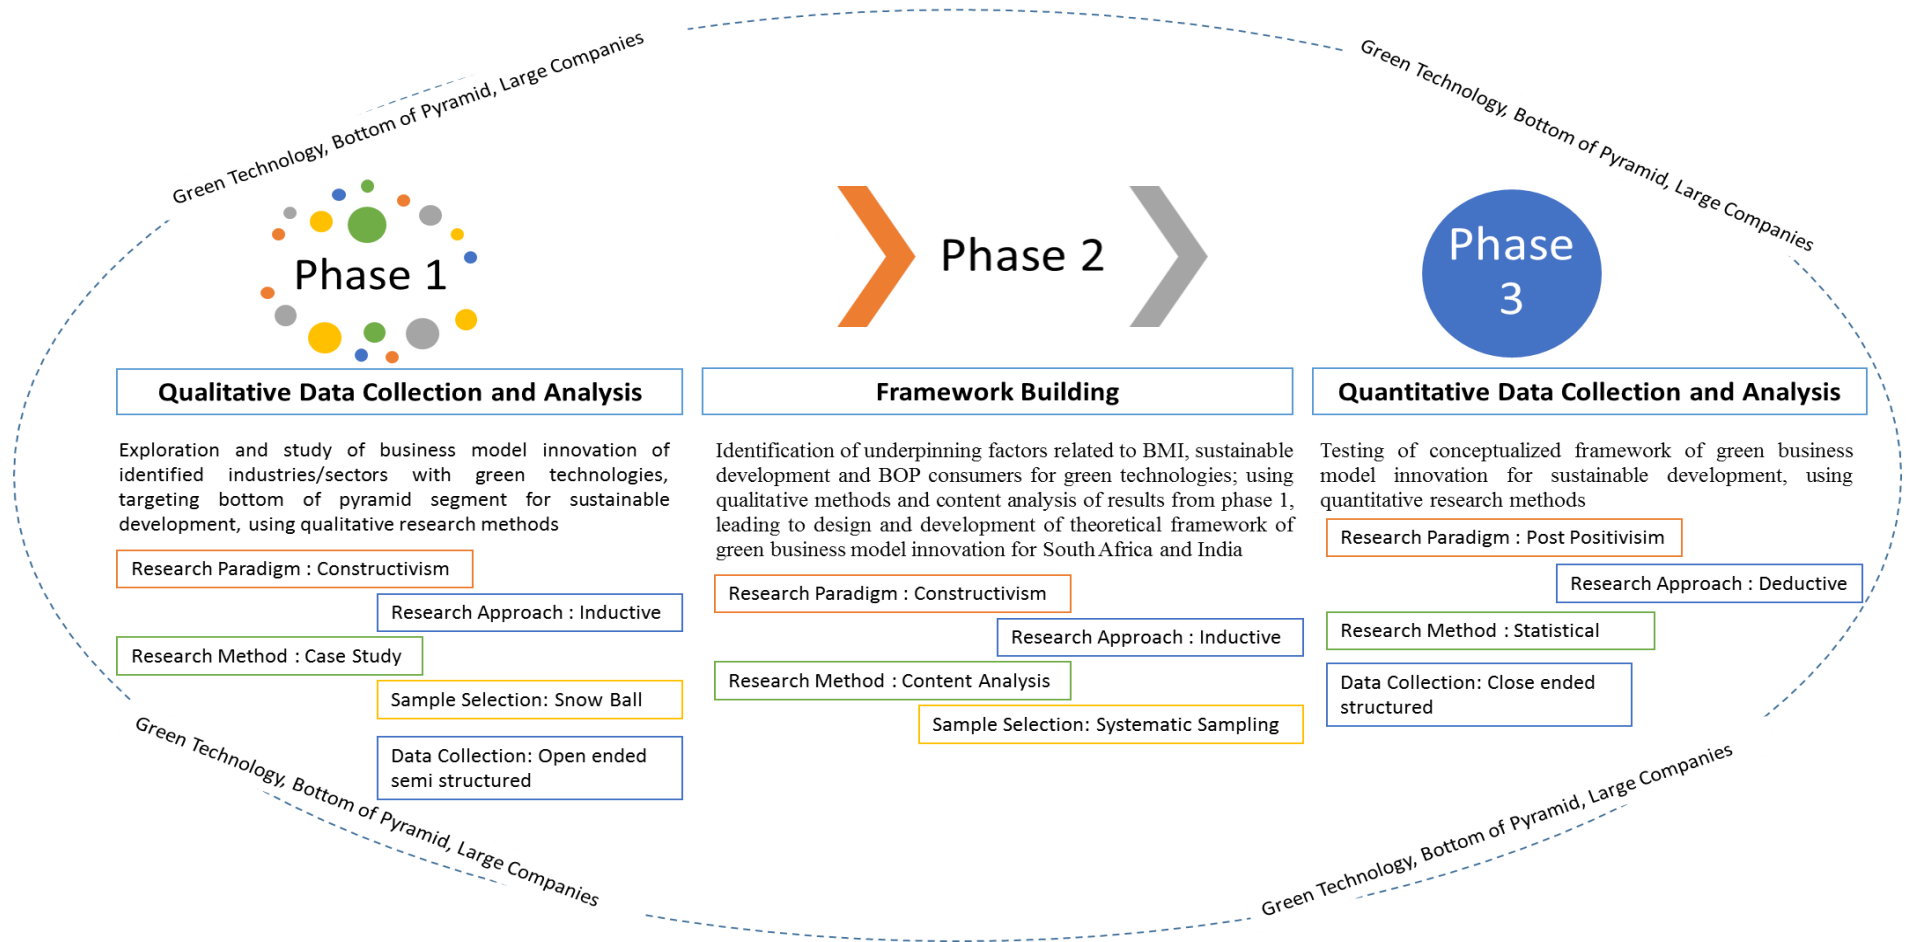 Green Technology, Bottom of Pyramid, Large Companies
Green Technology, Bottom of Pyramid, Large Companies
Phase 1
Phase 2
Phase
3
Qualitative Data Collection and Analysis
Exploration and study of business model innovation of
identified industries/sectors with green technologies,
targeting bottom of pyramid segment for sustainable
development, using qualitative research methods
Research Paradigm : Constructivism
Research Approach : Inductive
Research Method : Case Study
Sample Selection: Snow Ball
Data Collection: Open ended
semi structured
Framework Building
Identification of underpinning factors related to BMI, sustainable
development and BOP consumers for green technologies; using
qualitative methods and content analysis of results from phase 1,
leading to design and development of theoretical framework of
green business model innovation for South Africa and India
Research Paradigm : Constructivism
Research Approach : Inductive
Research Method : Content Analysis
Sample Selection: Systematic Sampling
Quantitative Data Collection and Analysis
Testing of conceptualized framework of green business
model innovation for sustainable development, using
quantitative research methods
Research Paradigm : Post Positivisim
Research Approach : Deductive
Research Method : Statistical
Data Collection: Close ended
structured
Green Technology, Bottom of Pyramid, Large Companies
Green Technology, Bottom of Pyramid, Large Companies